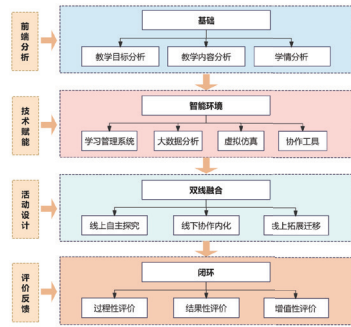 前端分析
基础
教学目标分析 教学内容分析 学情分析
技术赋能
智能环境
学习管理系统 大数据分析 虚拟仿真 协作工具
活动设计
双线融合
线上自主探究 线下协作内化 线上拓展迁移
评价反馈
闭环
过程性评价 结果性评价 增值性评价